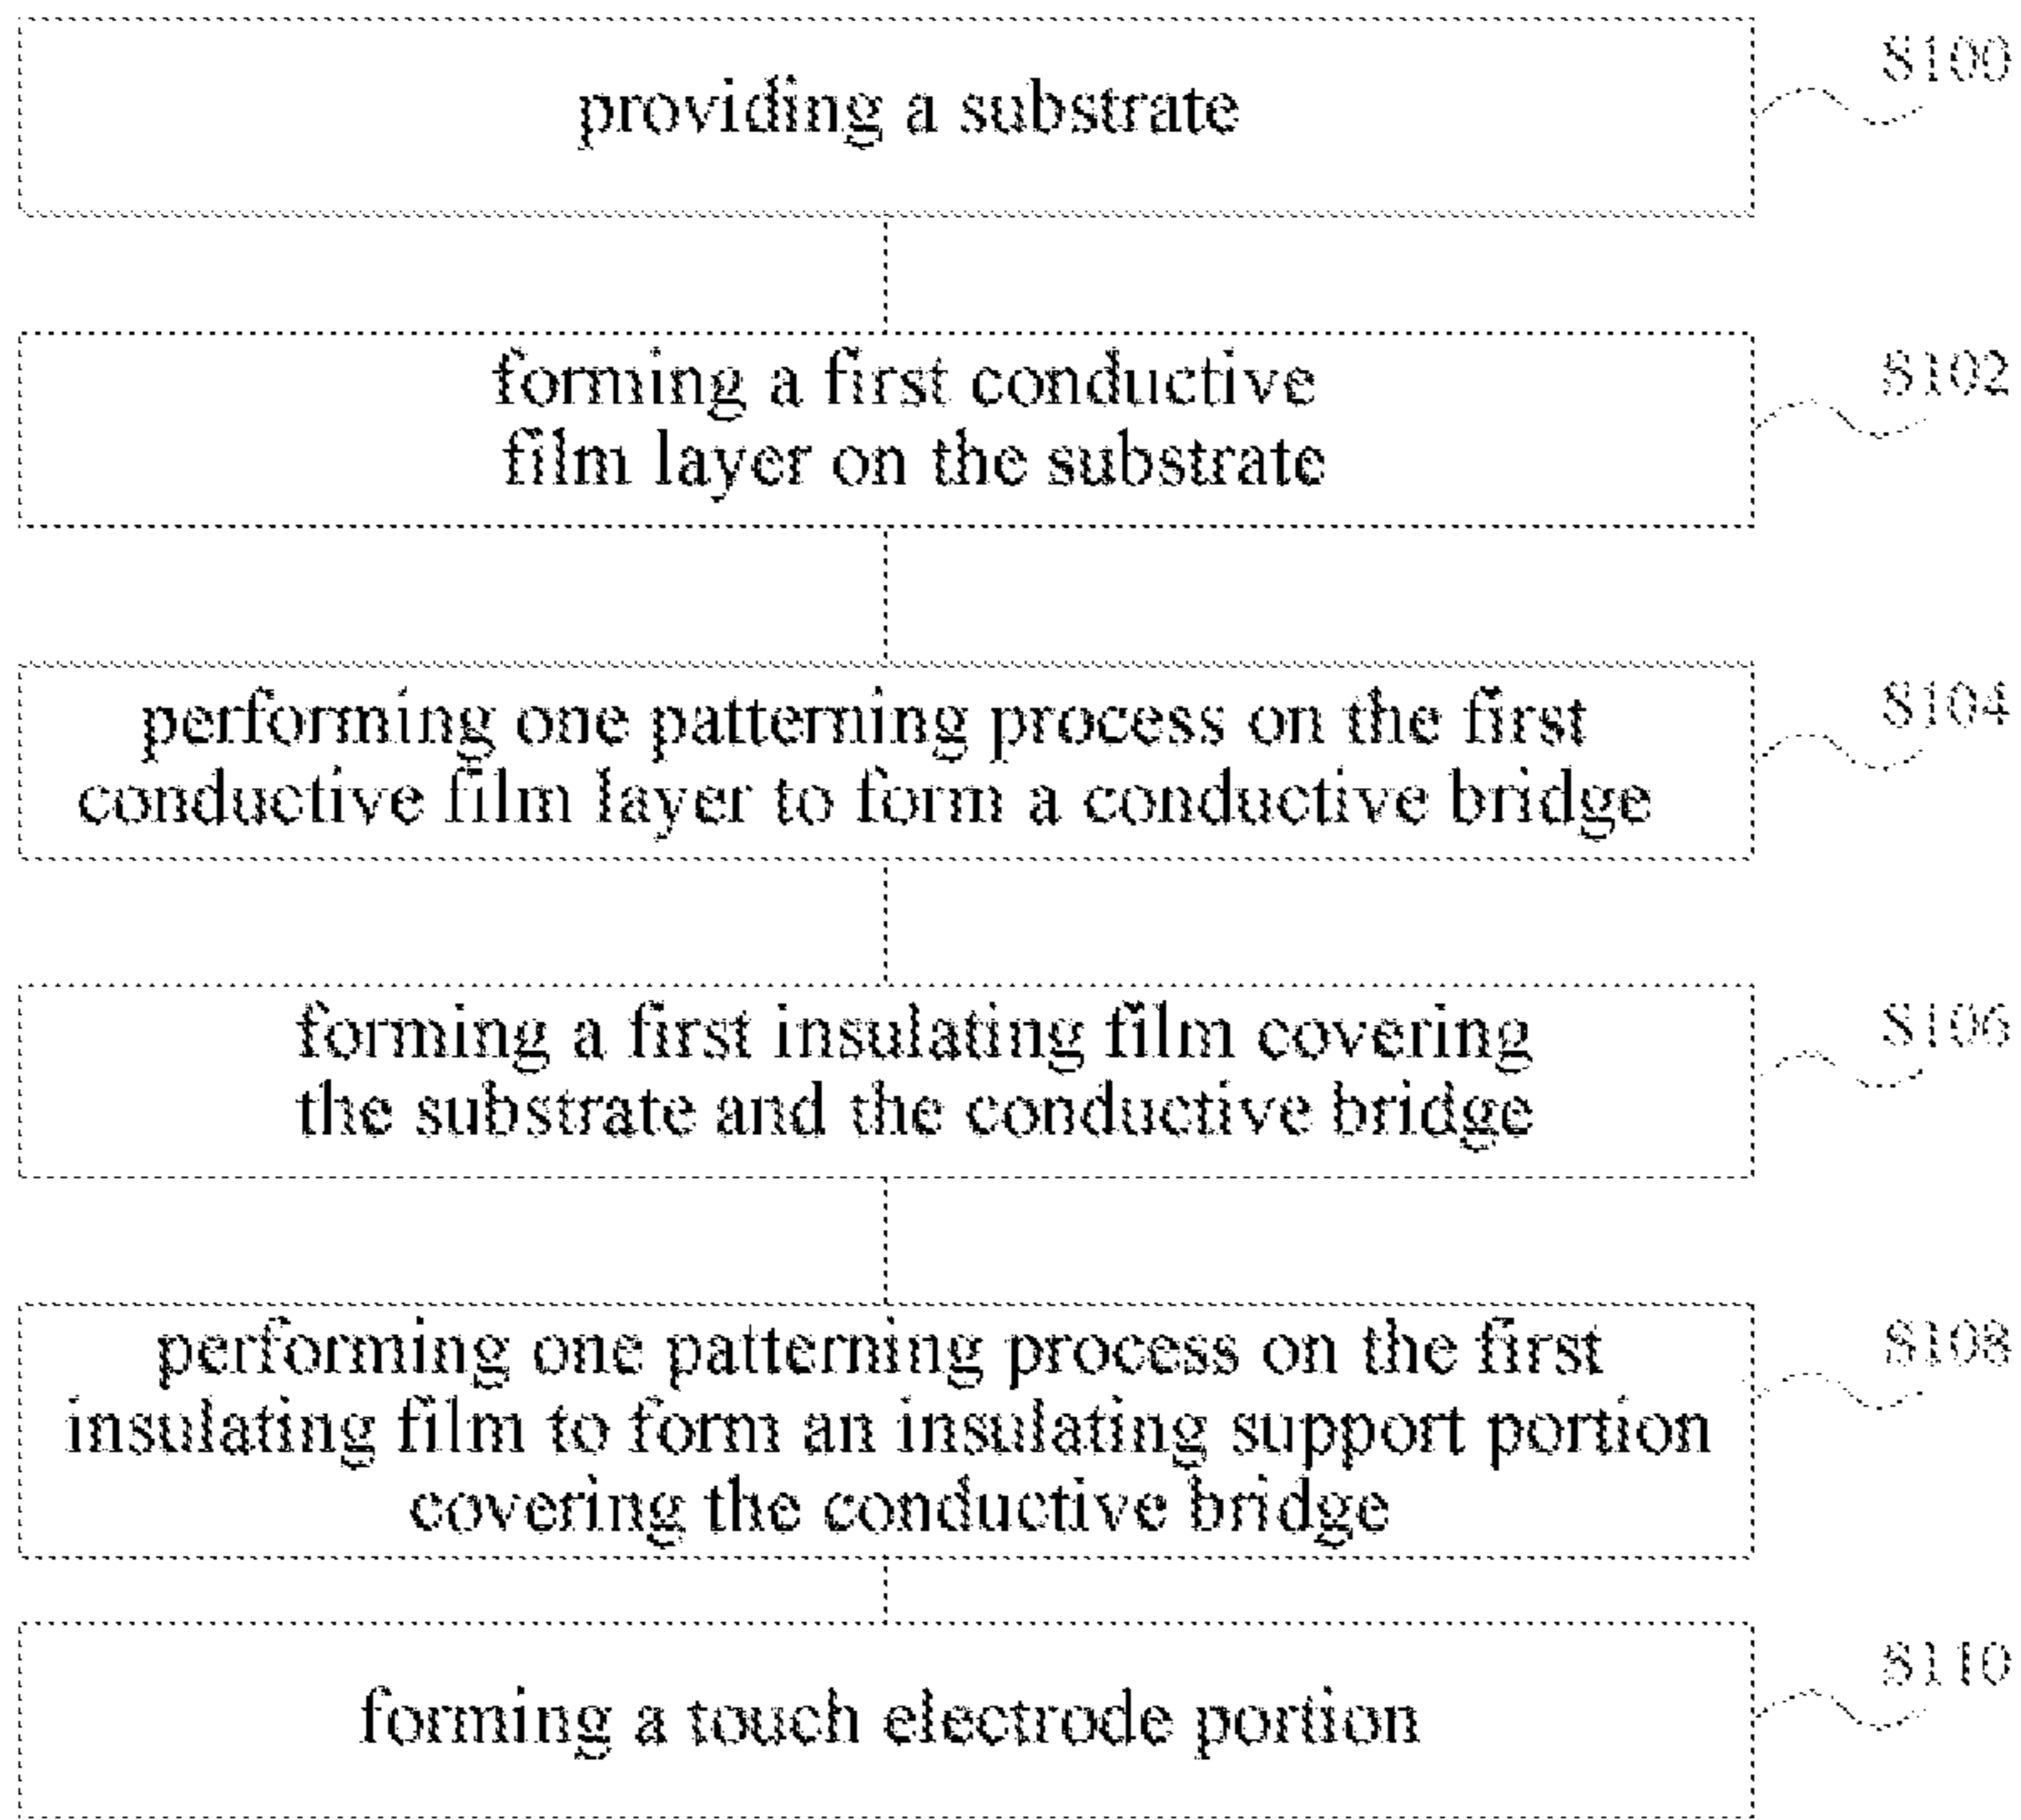 providing a substrate
S100
forming a first conductive
film layer on the substrate
S102
performing one patterning process on the first
conductive film layer to form a conductive bridge
S104
forming a first insulating film covering
the substrate and the conductive bridge
S106
performing one patterning process on the first
insulating film to form an insulating support portion
covering the conductive bridge
S108
forming a touch electrode portion
S110